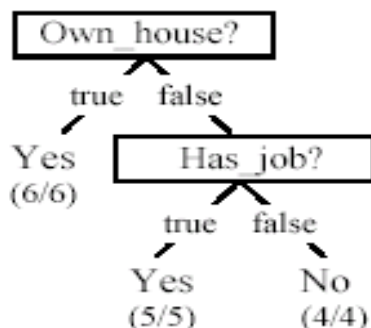 Own_house?
true false
Yes
(6/6)
Has_job?
true false
Yes No
(5/5) (4/4)